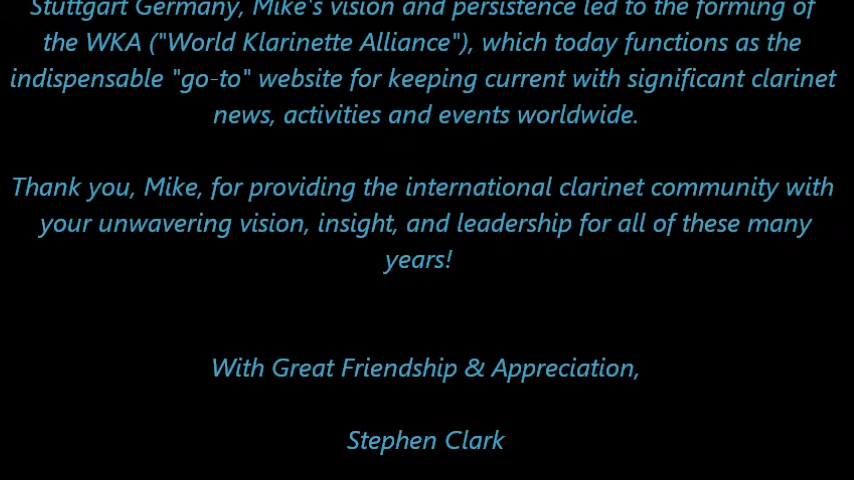 Stuttgart Germany, Mike's vision and persistence led to the forming of
the WKA ("World Klarinette Alliance"), which today functions as the
indispensable "go-to" website for keeping current with significant clarinet
news, activities and events worldwide.
Thank you, Mike, for providing the international clarinet community with
your unwavering vision, insight, and leadership for all of these many
years!
With Great Friendship & Appreciation,
Stephen Clark